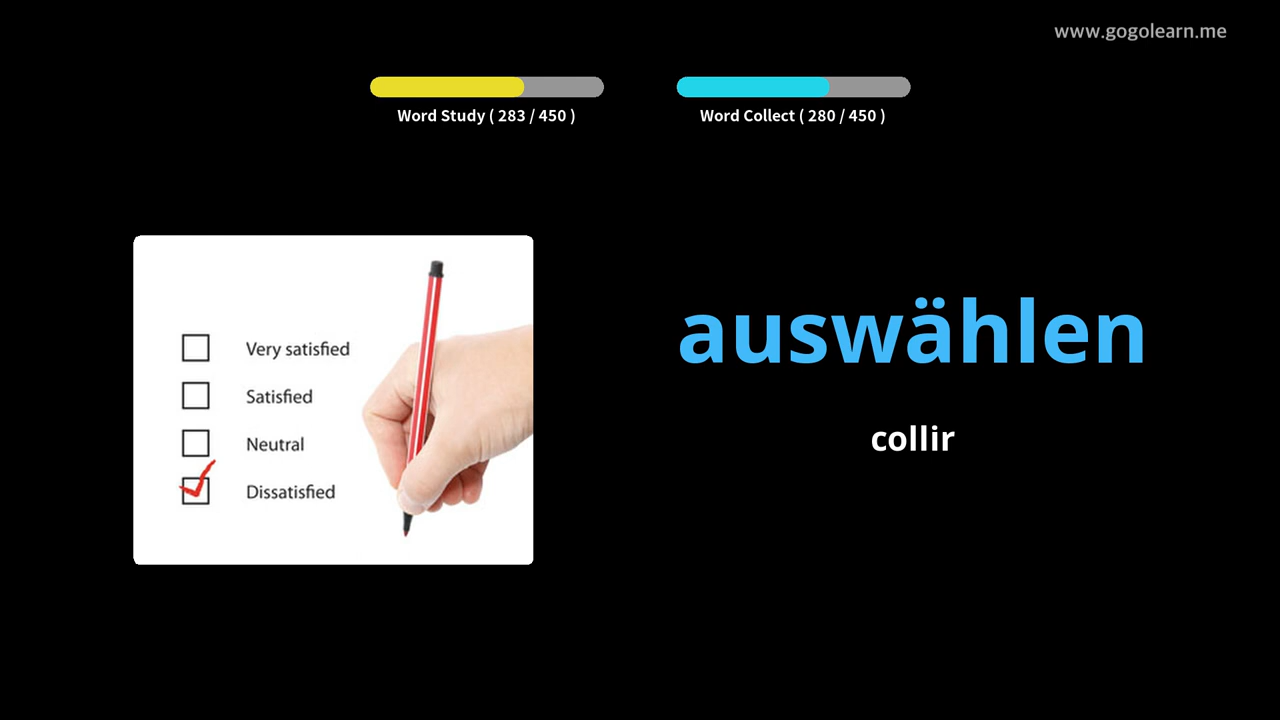 www.gogolearn.me
Word Study ( 283 / 450 )
Word Collect ( 280 / 450 )
Very satisfied
Satisfied
Neutral
Dissatisfied
auswählen
collir